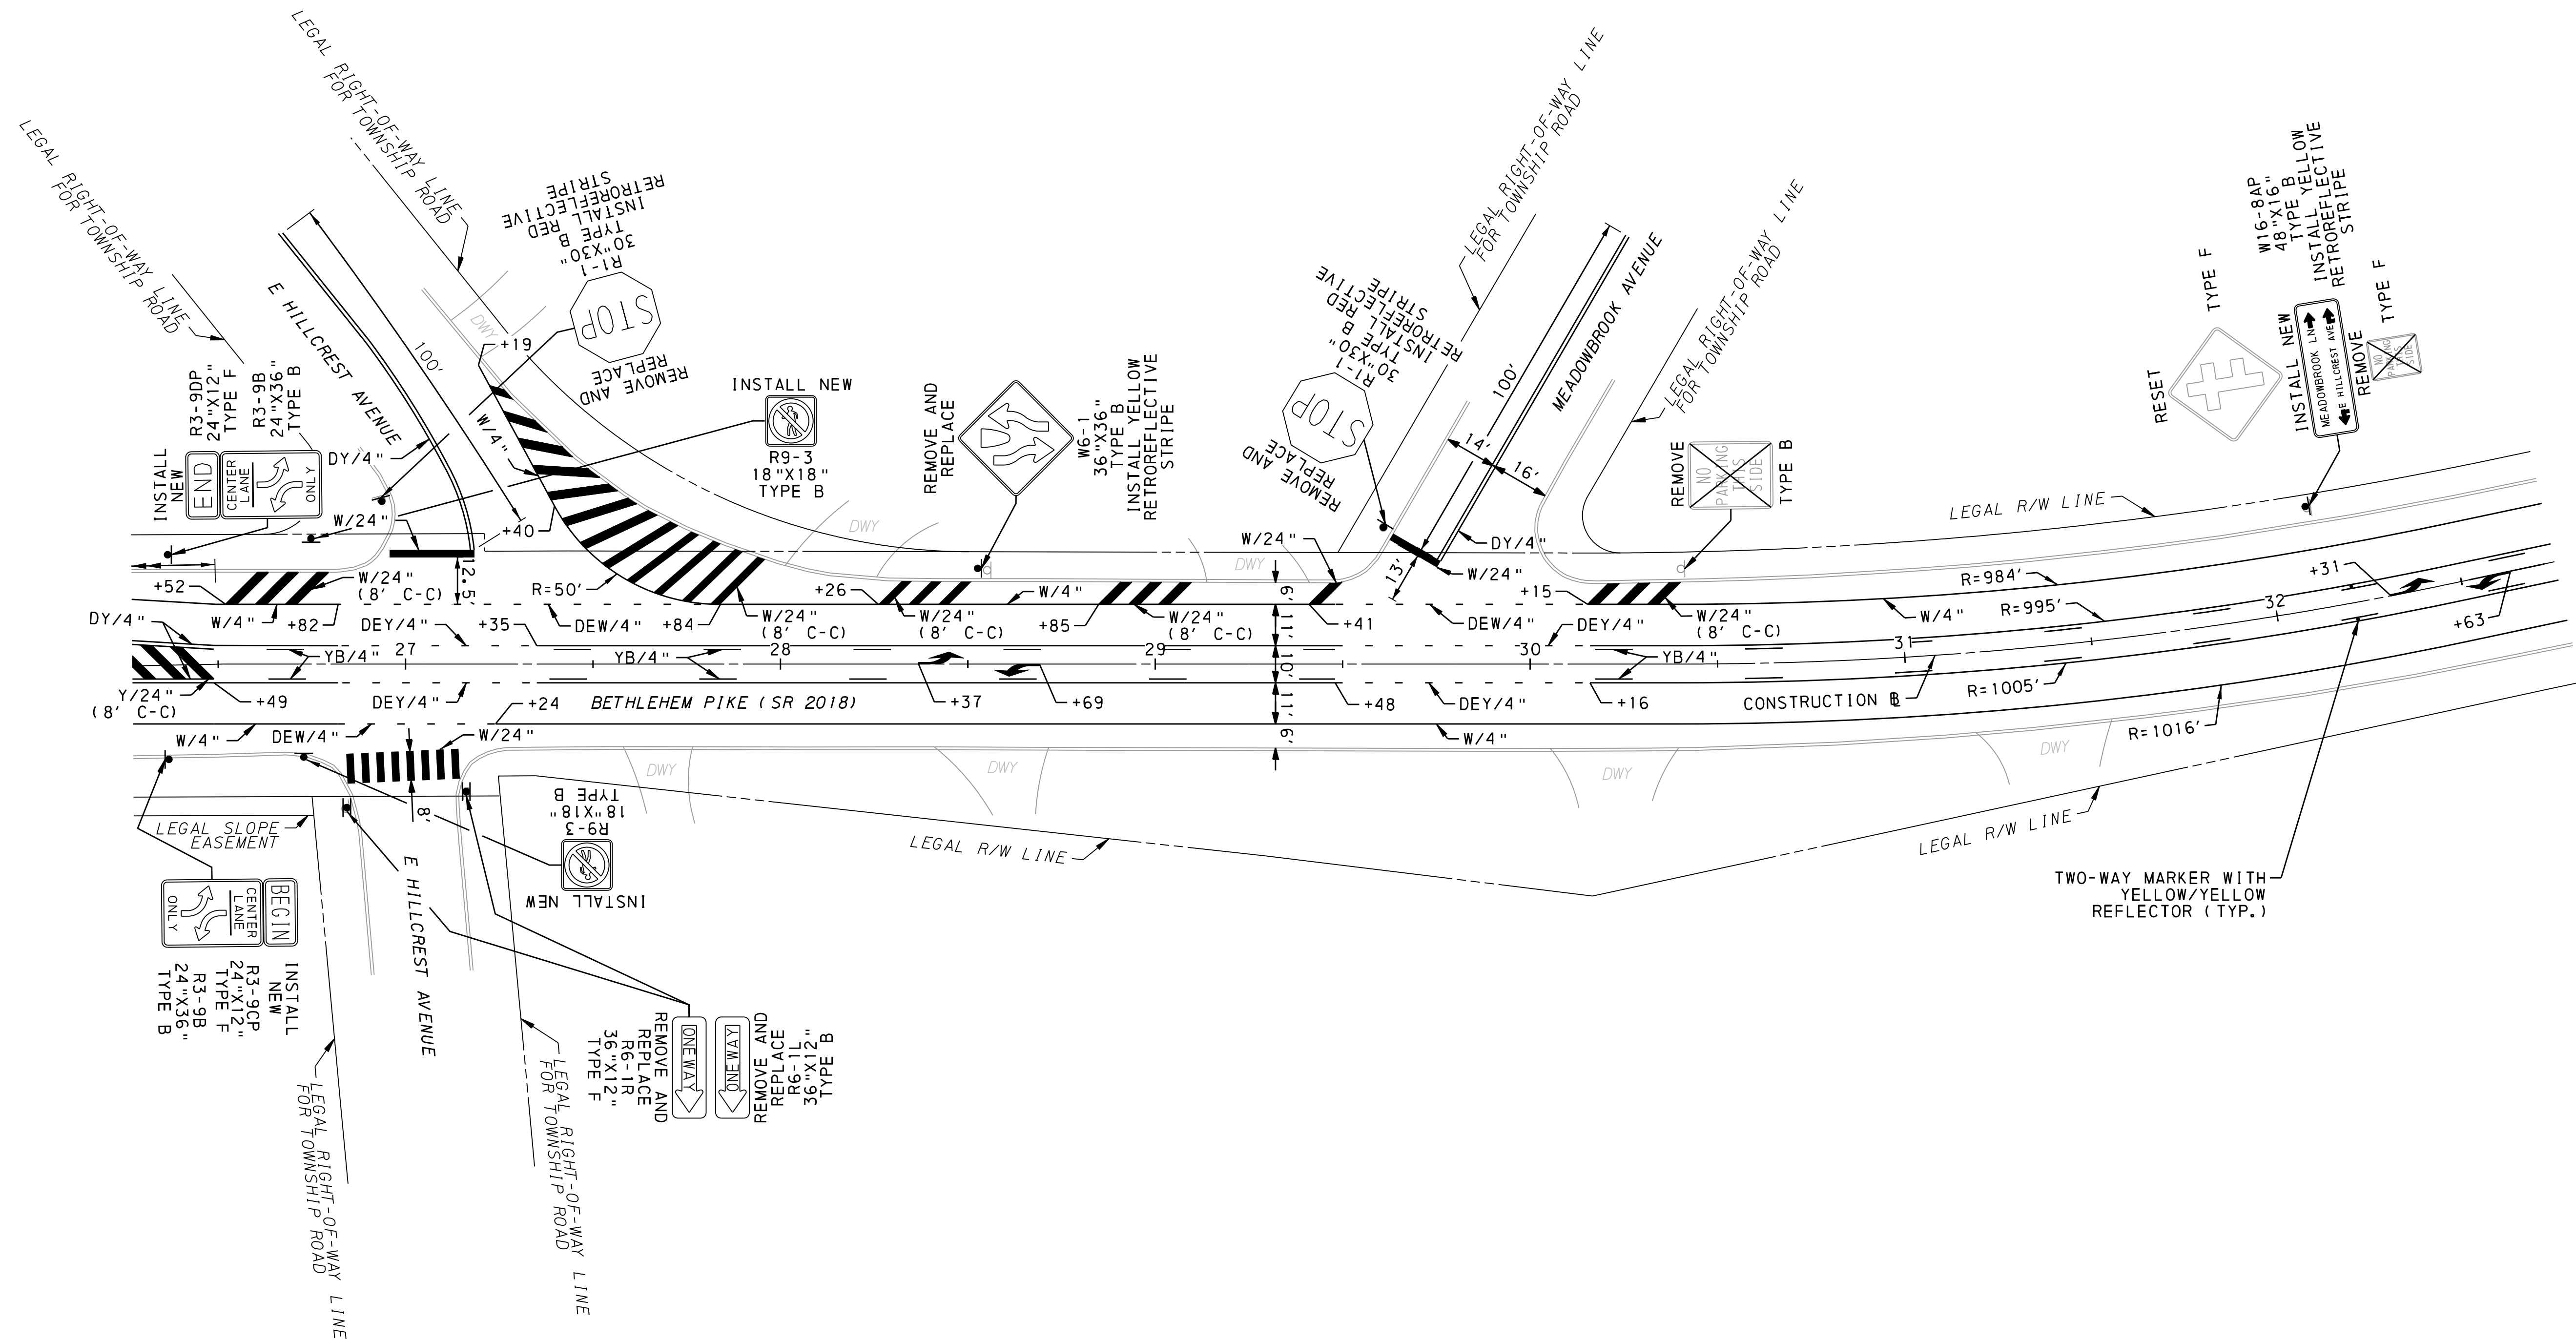 LEGAL RIGHT-OF-WAY LINE
FOR TOWNSHIP ROAD
LEGAL RIGHT-OF-WAY LINE
FOR TOWNSHIP ROAD
E HILLCREST AVENUE
100'
DWY
+19
R1-1
30"X30"
TYPE B
INSTALL RED
RETROREFLECTIVE
STRIPE
STOP
REMOVE AND
REPLACE
R3-9DP
24"X12"
TYPE F
R3-9B
24"X36"
TYPE B
INSTALL
NEW
END
CENTER
LANE
ONLY
DY/4"
W/4"
W/24"
+40
INSTALL NEW
R9-3
18"X18"
TYPE B
REMOVE AND
REPLACE
W6-1
36"X36"
TYPE B
INSTALL YELLOW
RETROREFLECTIVE
STRIPE
DWY
LEGAL RIGHT-OF-WAY LINE
FOR TOWNSHIP ROAD
R1-1
30"X30"
TYPE B
INSTALL RED
RETROREFLECTIVE
STRIPE
STOP
REMOVE AND
REPLACE
100'
MEADOWBROOK AVENUE
14'
16'
LEGAL RIGHT-OF-WAY LINE
FOR TOWNSHIP ROAD
REMOVE
NO
PARKING
THIS
SIDE
TYPE B
RESET
TYPE F
W16-8AP
48"X16"
TYPE B
INSTALL YELLOW
RETROREFLECTIVE
STRIPE
INSTALL NEW
MEADOWBROOK LN
E HILLCREST AVE
REMOVE
NO
PARKING
THIS
SIDE
TYPE F
LEGAL R/W LINE
+52
W/24"
(8' C-C)
12.5'
R=50'
W/24"
(8' C-C)
+26
W/24"
(8' C-C)
W/4"
+85
W/24"
(8' C-C)
DWY
W/24"
6'
+41
13'
W/24"
DY/4"
+15
W/24"
(8' C-C)
R=984'
W/4"
R=995'
+31
32
+63
DY/4"
W/4"
+82
DEY/4"
+35
DEW/4"
+84
11'
DEW/4"
DEY/4"
YB/4"
27
YB/4"
28
29
10'
30
YB/4"
31
Y/24"
(8' C-C)
+49
DEY/4"
+24
BETHLEHEM PIKE (SR 2018)
+37
+69
11'
+48
DEY/4"
+16
CONSTRUCTION ℄
R=1005'
W/4"
DEW/4"
W/24"
6'
W/4"
R=1016'
DWY
DWY
DWY
DWY
8'
LEGAL SLOPE
EASEMENT
R9-3
18"X18"
TYPE B
INSTALL NEW
LEGAL R/W LINE
LEGAL R/W LINE
TWO-WAY MARKER WITH
YELLOW/YELLOW
REFLECTOR (TYP.)
BEGIN
CENTER
LANE
ONLY
INSTALL
NEW
R3-9CP
24"X12"
TYPE F
R3-9B
24"X36"
TYPE B
E HILLCREST AVENUE
REMOVE AND
REPLACE
R6-1R
36"X12"
TYPE F
ONE WAY
ONE WAY
REMOVE AND
REPLACE
R6-1L
36"X12"
TYPE B
LEGAL RIGHT-OF-WAY LINE
FOR TOWNSHIP ROAD
LEGAL RIGHT-OF-WAY LINE
FOR TOWNSHIP ROAD